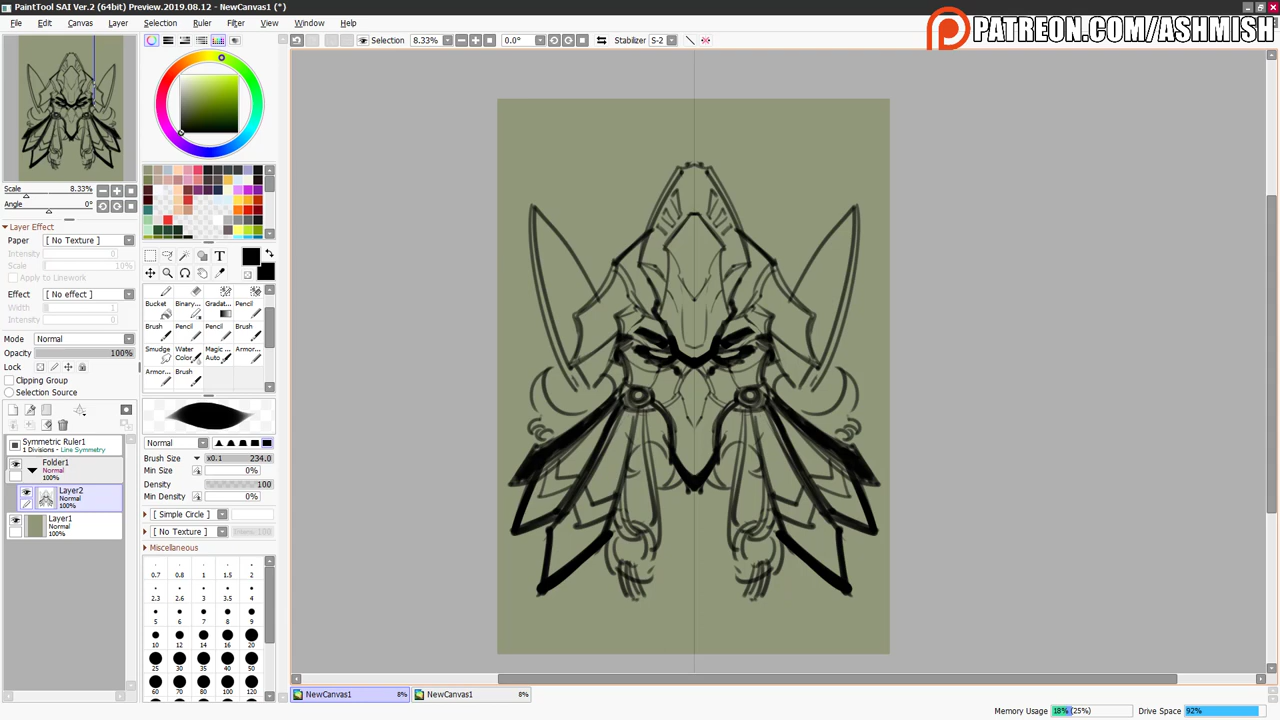 PaintTool SAI Ver.2 (64bit) Preview.2019.08.12 - NewCanvas1 (*)
PATREON.COM/ASHMISH
File Edit Canvas Layer Selection Ruler Filter View Window Help
Selection 8.33% 0.0° Stabilizer S-2
Scale 8.33%
Angle 0°
Layer Effect
Paper [ No Texture ]
Intensity 0
Scale 10%
Apply to Linework
Effect [ No effect ]
Width 1
Intensity 0
Mode Normal
Opacity 100%
Lock
Clipping Group
Selection Source
Symmetric Ruler1
1 Divisions - Line Symmetry
Folder1
Normal
100%
Layer2
Normal
100%
Layer1
Normal
100%
T
Bucket Binary... Gradat... Pencil
Brush Pencil Pencil Brush
Smudge Water Color... Magic ... Auto Armor...
Armor... Brush
Normal
Brush Size x0.1 234.0
Min Size 0%
Density 100
Min Density 0%
[ Simple Circle ]
[ No Texture ]
Miscellaneous
0.7 0.8 1 1.5 2
2.3 2.6 3 3.5 4
5 6 7 8 9
10 12 14 16 20
25 30 35 40 50
60 70 80 100 120
NewCanvas1 8% NewCanvas1 8%
Memory Usage 18% (25%) Drive Space 92%